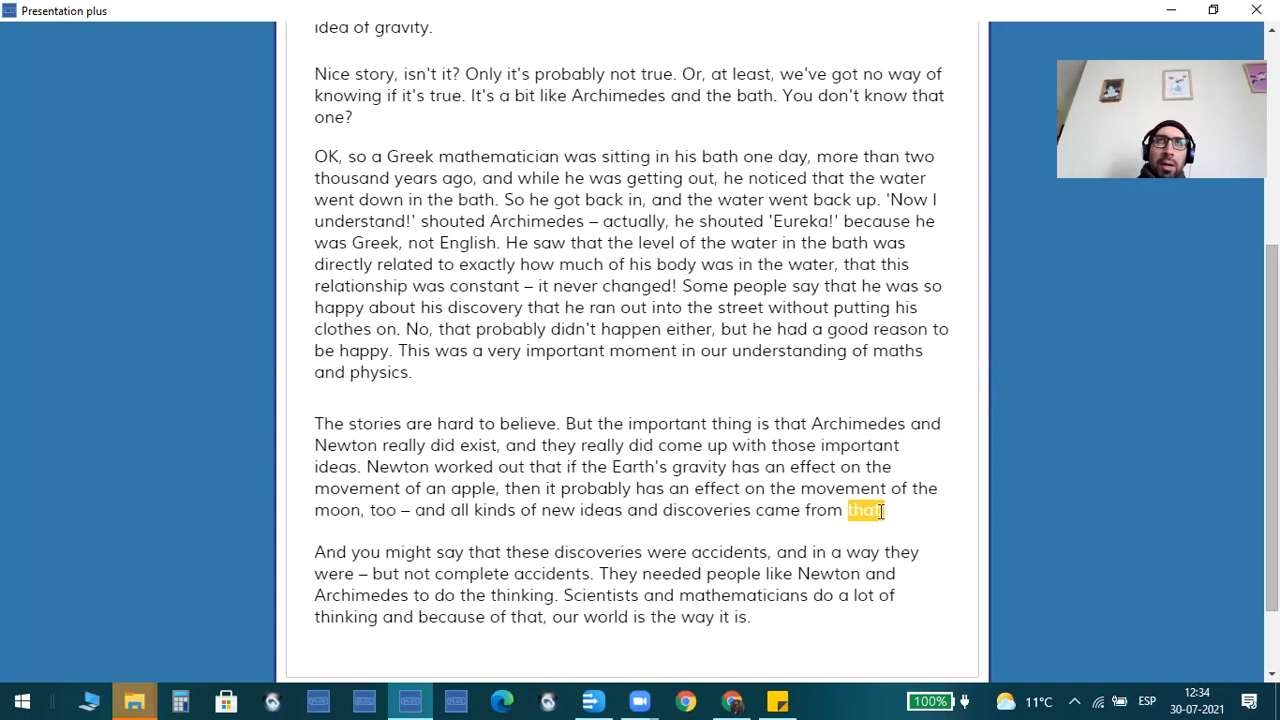 Presentation plus
idea of gravity.
Nice story, isn't it? Only it's probably not true. Or, at least, we've got no way of
knowing if it's true. It's a bit like Archimedes and the bath. You don't know that
one?
OK, so a Greek mathematician was sitting in his bath one day, more than two
thousand years ago, and while he was getting out, he noticed that the water
went down in the bath. So he got back in, and the water went back up. 'Now I
understand!' shouted Archimedes – actually, he shouted 'Eureka!' because he
was Greek, not English. He saw that the level of the water in the bath was
directly related to exactly how much of his body was in the water, that this
relationship was constant – it never changed! Some people say that he was so
happy about his discovery that he ran out into the street without putting his
clothes on. No, that probably didn't happen either, but he had a good reason to
be happy. This was a very important moment in our understanding of maths
and physics.
The stories are hard to believe. But the important thing is that Archimedes and
Newton really did exist, and they really did come up with those important
ideas. Newton worked out that if the Earth's gravity has an effect on the
movement of an apple, then it probably has an effect on the movement of the
moon, too – and all kinds of new ideas and discoveries came from that
And you might say that these discoveries were accidents, and in a way they
were – but not complete accidents. They needed people like Newton and
Archimedes to do the thinking. Scientists and mathematicians do a lot of
thinking and because of that, our world is the way it is.
100%
11°C
ESP
12:34
30-07-2021